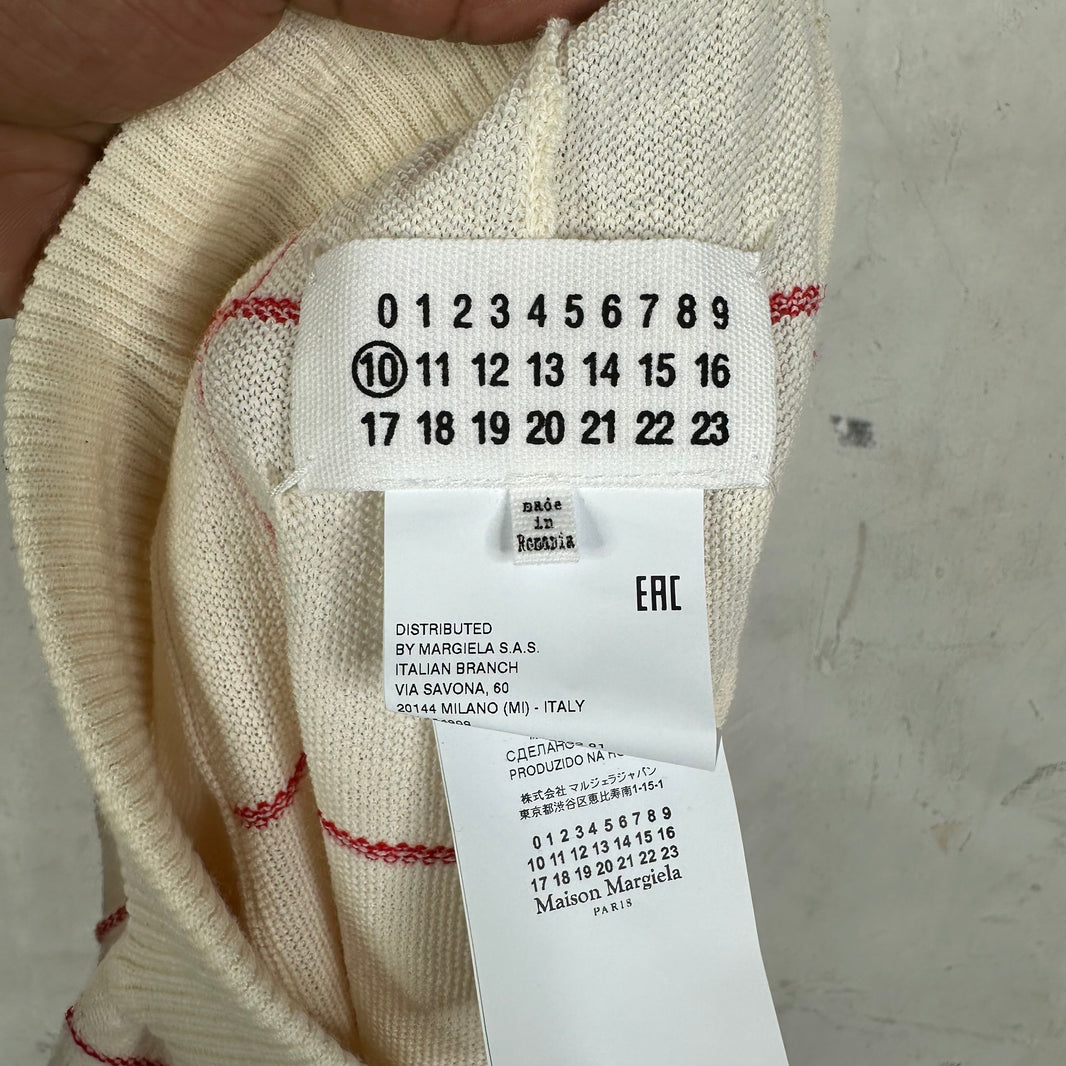 0 1 2 3 4 5 6 7 8 9
10 11 12 13 14 15 16
17 18 19 20 21 22 23
made
in
Romania
EAC
DISTRIBUTED
BY MARGIELA S.A.S.
ITALIAN BRANCH
VIA SAVONA, 60
20144 MILANO (MI) - ITALY
PRODUZIDO NA
株式会社 マルジェラジャパン
東京都渋谷区恵比寿南1-15-1
0 1 2 3 4 5 6 7 8 9
10 11 12 13 14 15 16
17 18 19 20 21 22 23
Maison Margiela
PARIS